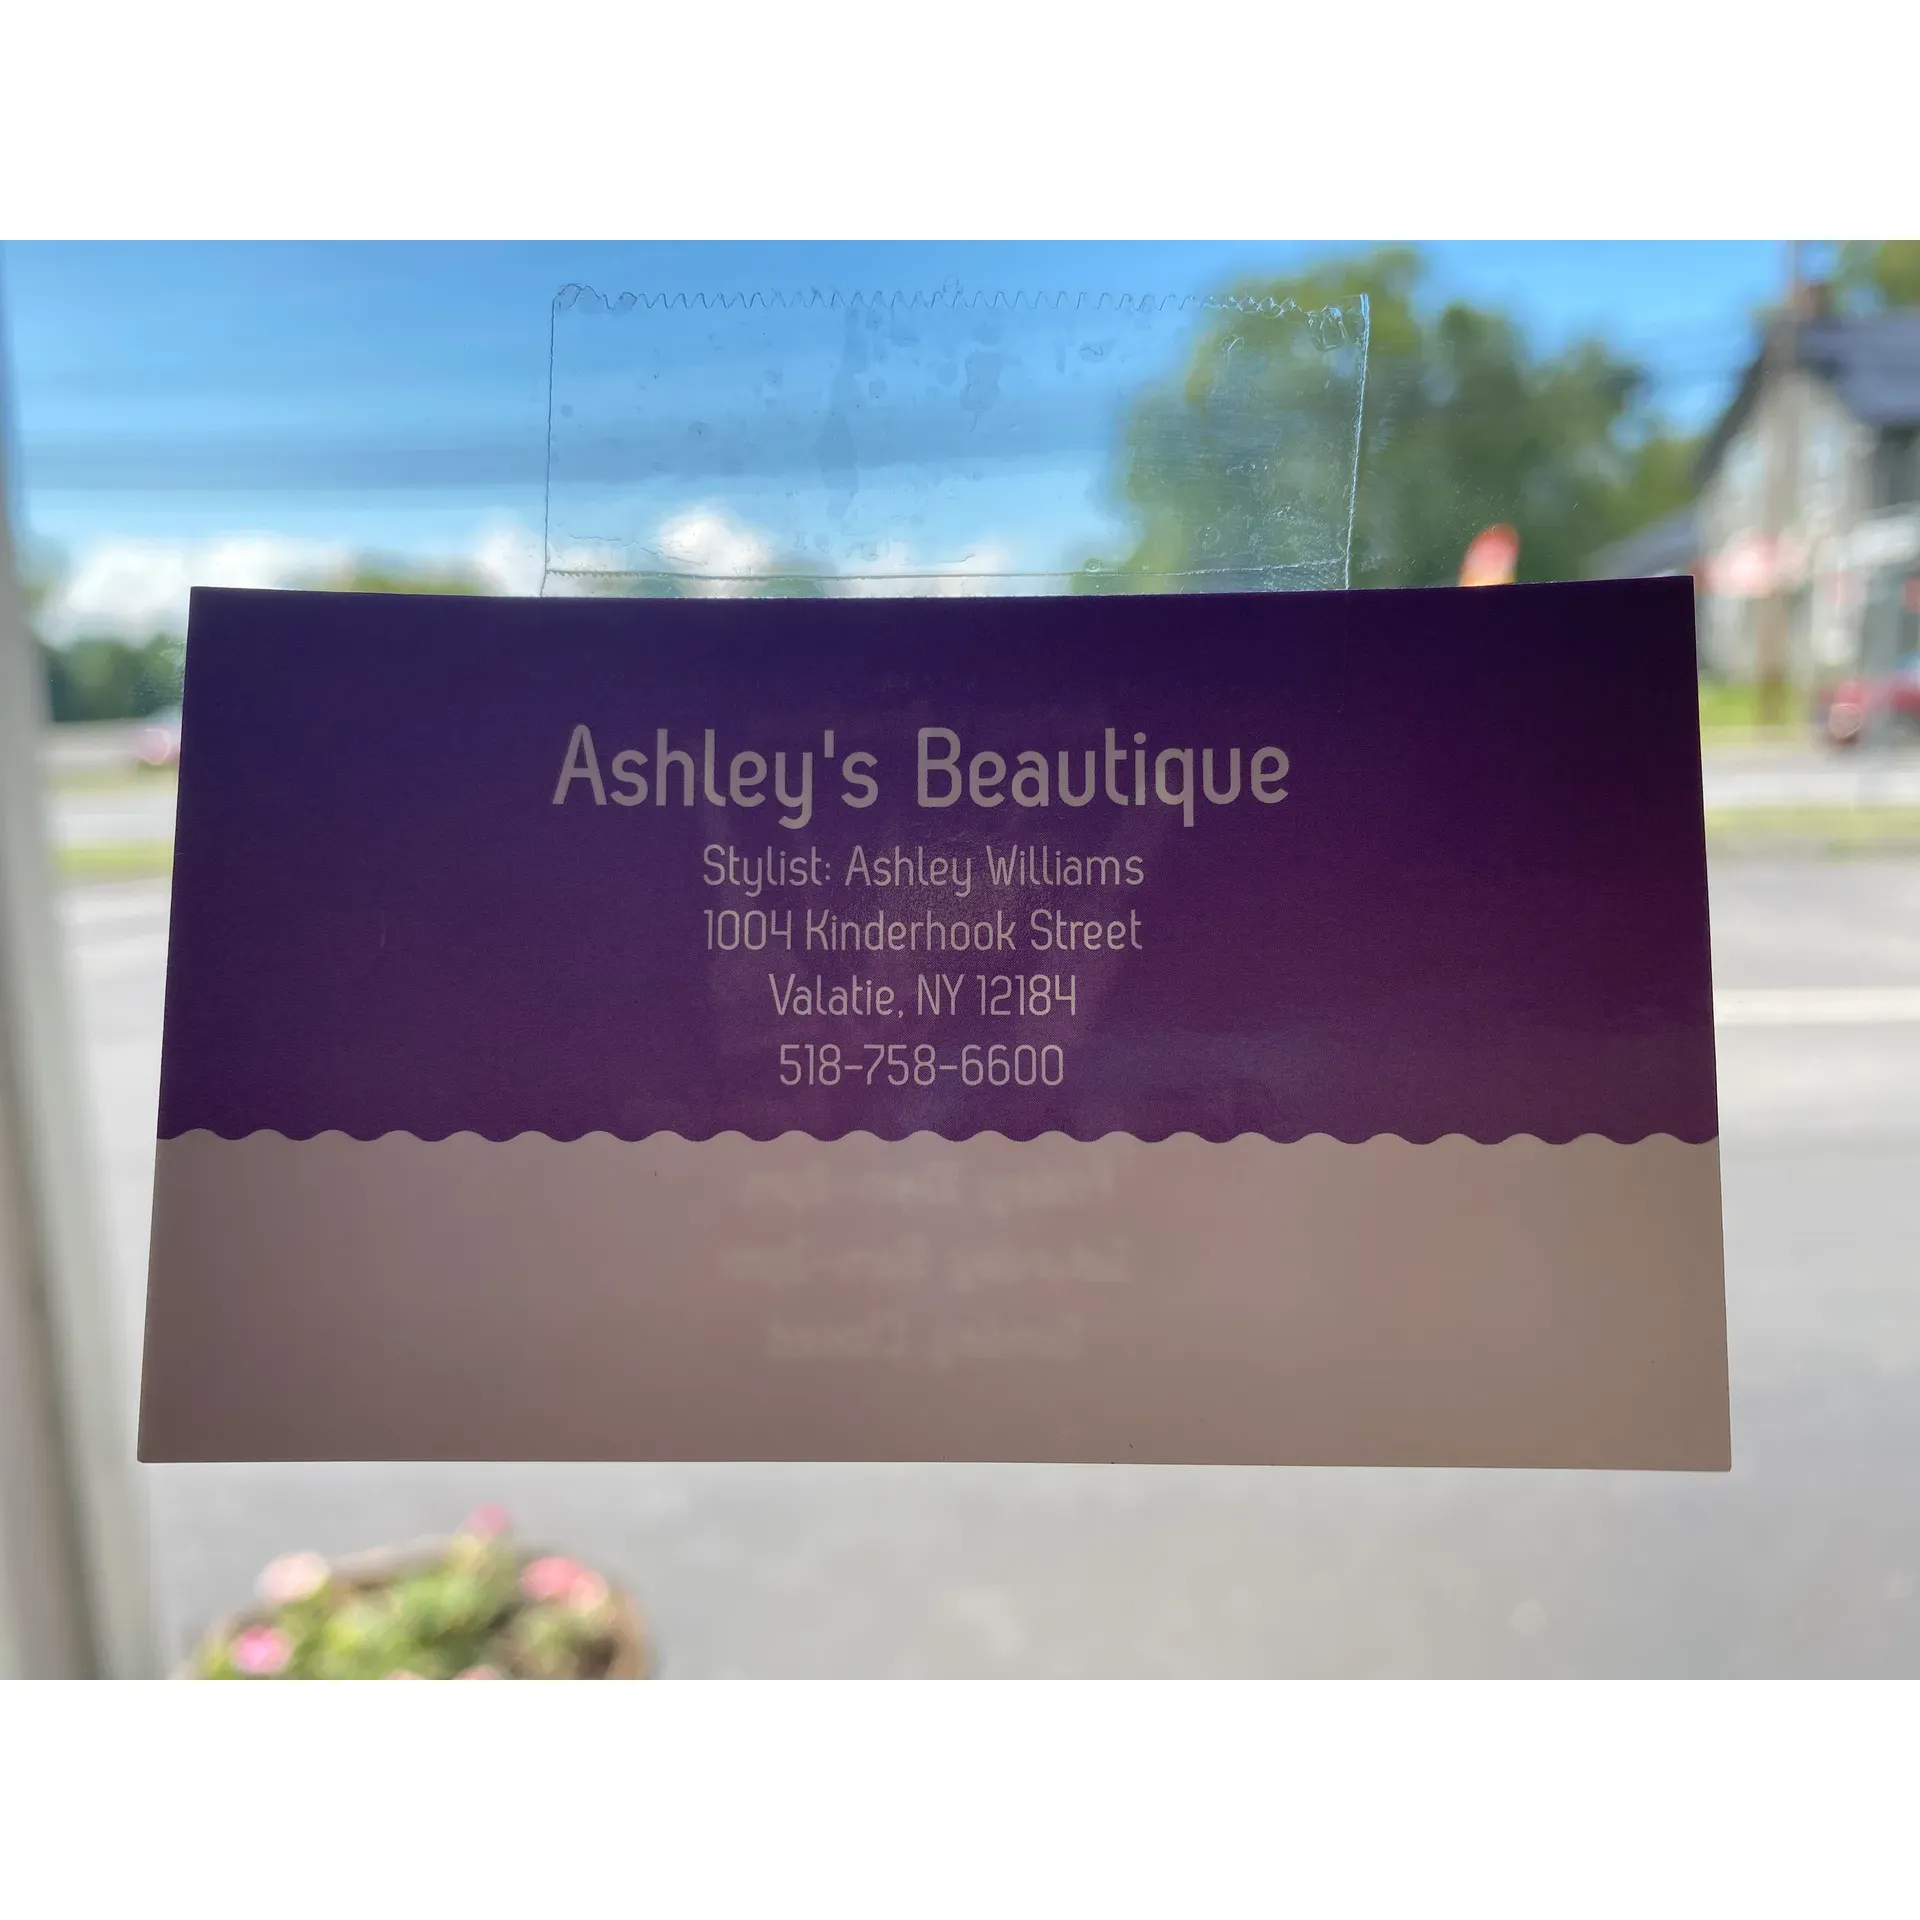 Ashley's Beautique
Stylist: Ashley Williams
1004 Kinderhook Street
Valatie, NY 12184
518-758-6600